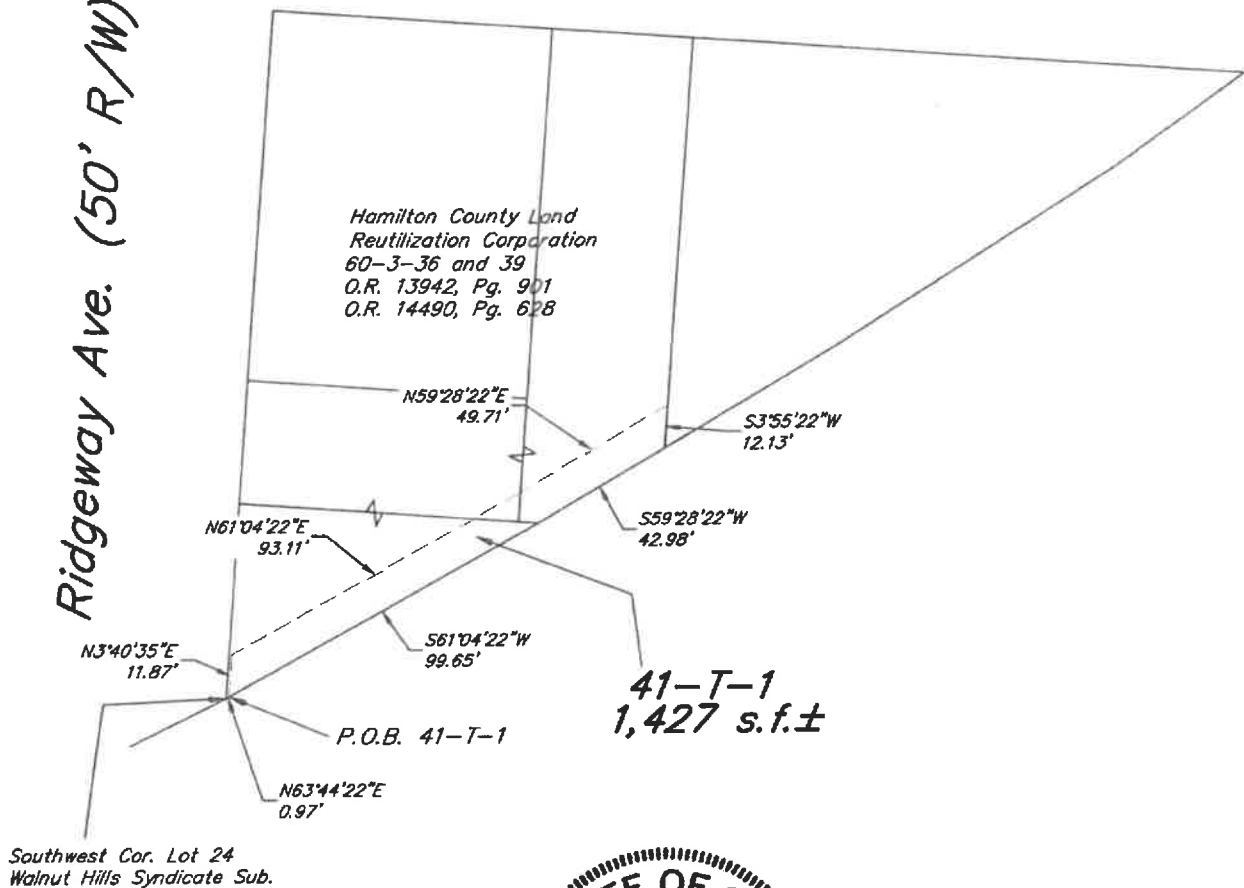 Ridgeway Ave. (50' R/W)
Hamilton County Land
Reutilization Corporation
60-3-36 and 39
O.R. 13942, Pg. 901
O.R. 14490, Pg. 628
N59°28'22"E
49.71'
S3°55'22"W
12.13'
S59°28'22"W
42.98'
N61°04'22"E
93.11'
S61°04'22"W
99.65'
N3°40'35"E
11.87'
41-T-1
1,427 s.f.±
P.O.B. 41-T-1
N63°44'22"E
0.97'
Southwest Cor. Lot 24
Walnut Hills Syndicate Sub.
OF